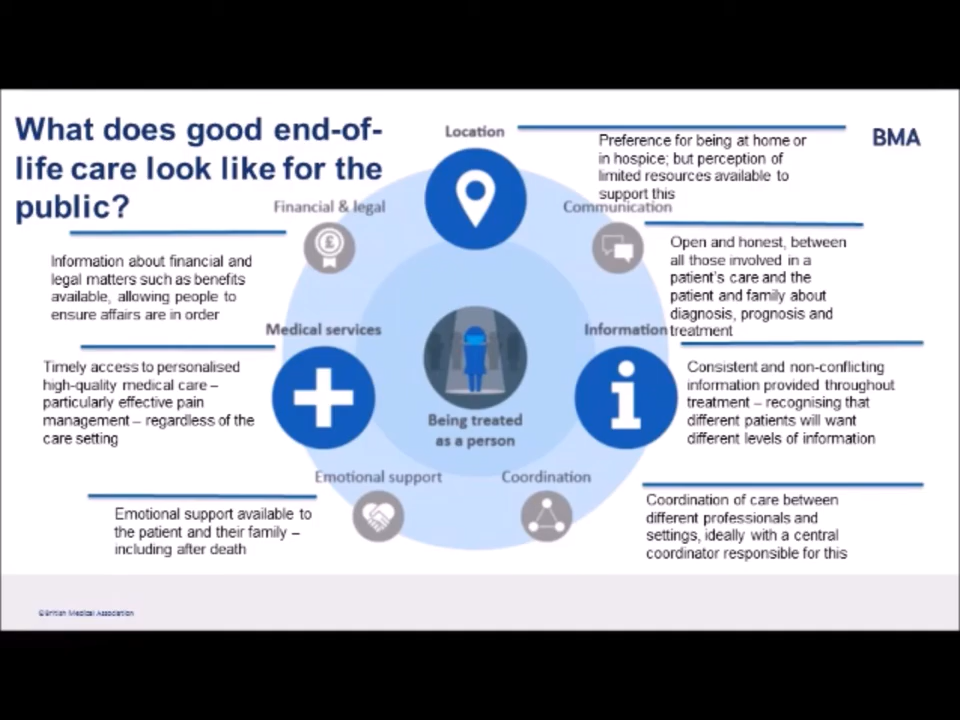 What does good end-of-
life care look like for the
public?
BMA
Location
Preference for being at home or
in hospice; but perception of
limited resources available to
support this
Communication
Open and honest, between
all those involved in a
patient's care and the
patient and family about
diagnosis, prognosis and
treatment
Information
Consistent and non-conflicting
information provided throughout
treatment – recognising that
different patients will want
different levels of information
Coordination
Coordination of care between
different professionals and
settings, ideally with a central
coordinator responsible for this
Emotional support
Emotional support available to
the patient and their family –
including after death
Medical services
Timely access to personalised
high-quality medical care –
particularly effective pain
management – regardless of the
care setting
Financial & legal
£
Information about financial and
legal matters such as benefits
available, allowing people to
ensure affairs are in order
Being treated
as a person
©British Medical Association